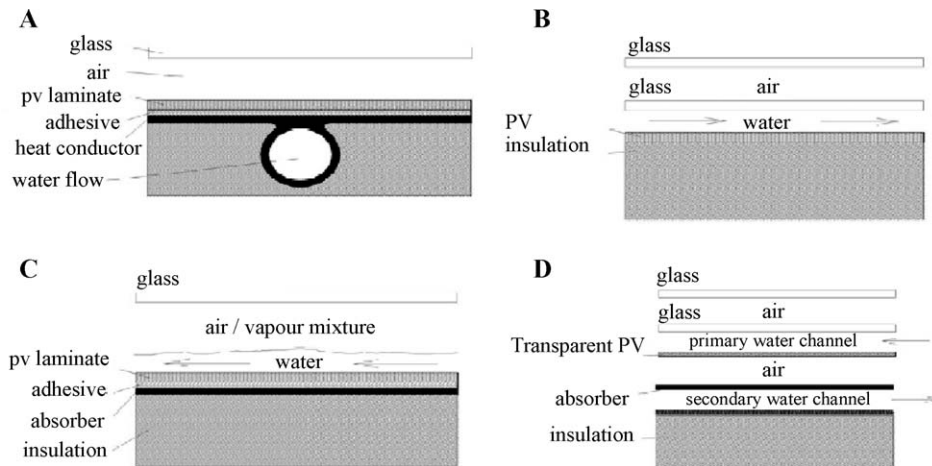 A
glass
air
pv laminate
adhesive
heat conductor
water flow
B
glass
glass air
water
PV
insulation
C
glass
air / vapour mixture
water
pv laminate
adhesive
absorber
insulation
D
glass
glass air
primary water channel
Transparent PV
air
absorber
secondary water channel
insulation